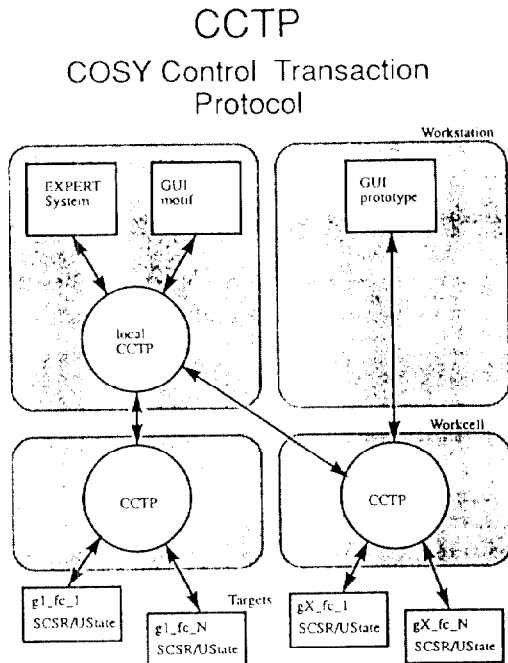 CCTP
COSY Control Transaction
Protocol
Workstation
EXPERT
System
GUI
motif
GUI
prototype
local
CCTP
Workcell
CCTP
CCTP
g1_fc_1
SCSR/UState
Targets
g1_fc_N
SCSR/UState
gX_fc_1
SCSR/UState
gX_fc_N
SCSR/UState